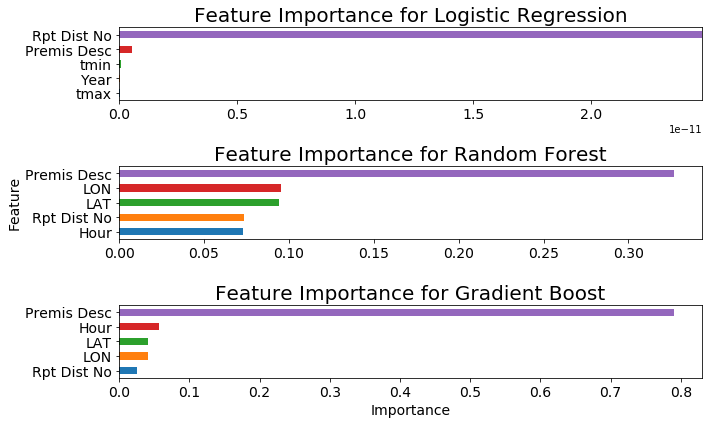 Feature Importance for Logistic Regression
Rpt Dist No
Premis Desc
tmin
Year
tmax
0.0 0.5 1.0 1.5 2.0
1e−11
Feature Importance for Random Forest
Premis Desc
LON
LAT
Rpt Dist No
Hour
0.00 0.05 0.10 0.15 0.20 0.25 0.30
Feature
Feature Importance for Gradient Boost
Premis Desc
Hour
LAT
LON
Rpt Dist No
0.0 0.1 0.2 0.3 0.4 0.5 0.6 0.7 0.8
Importance